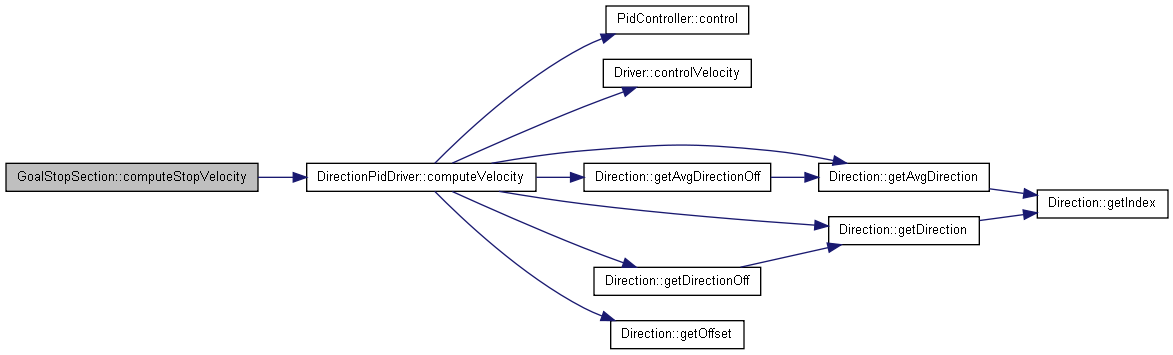 PidController::control
Driver::controlVelocity
GoalStopSection::computeStopVelocity
DirectionPidDriver::computeVelocity
Direction::getAvgDirectionOff
Direction::getAvgDirection
Direction::getIndex
Direction::getDirection
Direction::getDirectionOff
Direction::getOffset